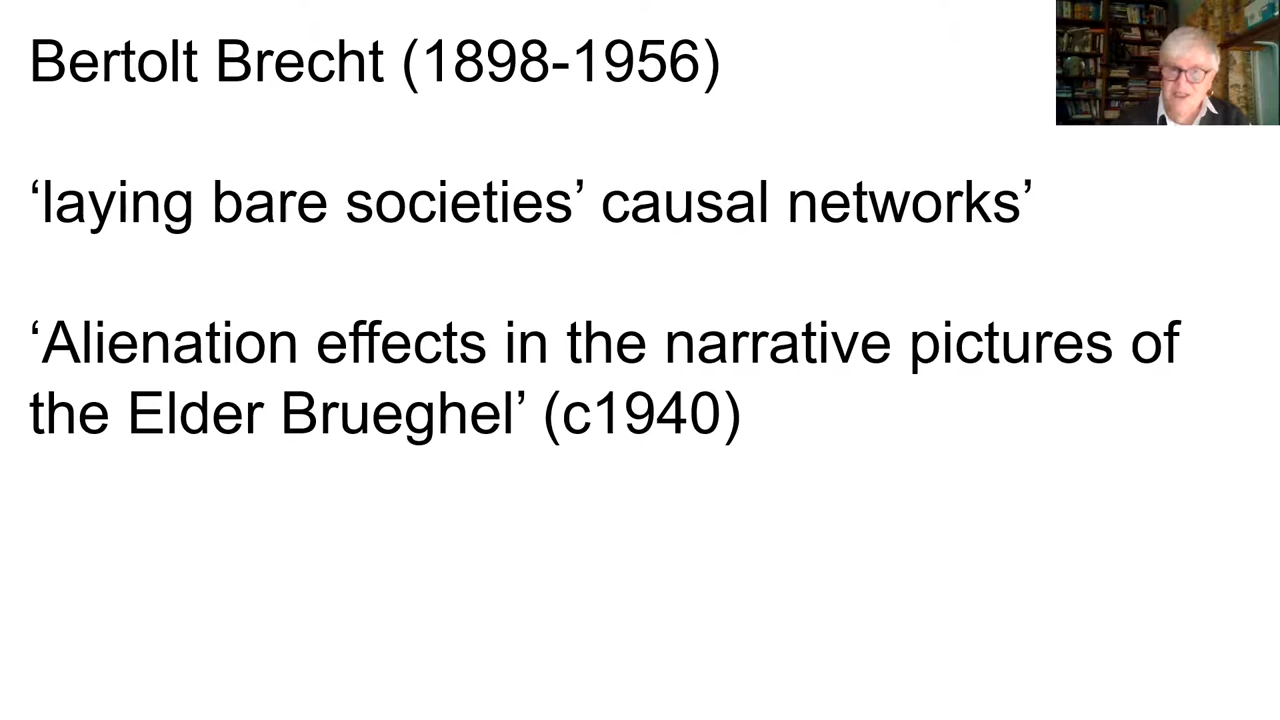 Bertolt Brecht (1898-1956)
‘laying bare societies’ causal networks’
‘Alienation effects in the narrative pictures of
the Elder Brueghel’ (c1940)